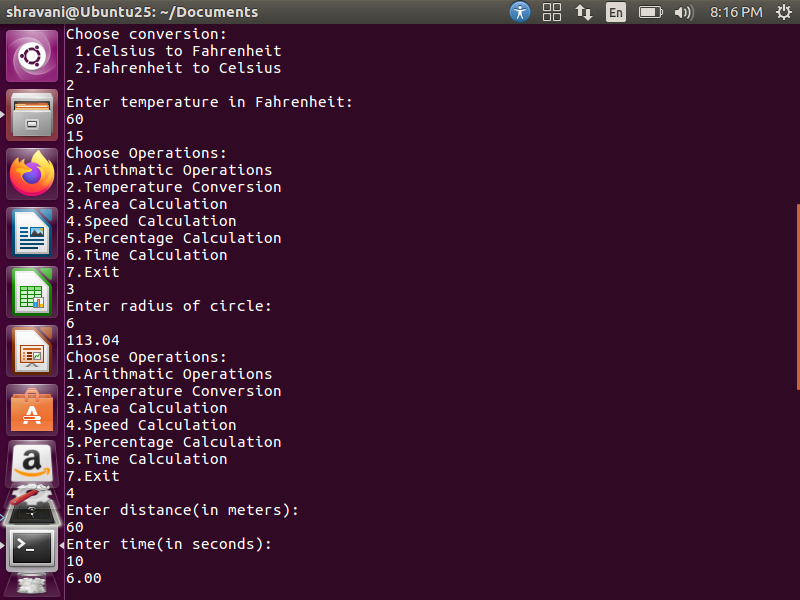 shravani@Ubuntu25: ~/Documents
En
8:16 PM
Choose conversion:
 1.Celsius to Fahrenheit
 2.Fahrenheit to Celsius
2
Enter temperature in Fahrenheit:
60
15
Choose Operations:
1.Arithmatic Operations
2.Temperature Conversion
3.Area Calculation
4.Speed Calculation
5.Percentage Calculation
6.Time Calculation
7.Exit
3
Enter radius of circle:
6
113.04
Choose Operations:
1.Arithmatic Operations
2.Temperature Conversion
3.Area Calculation
4.Speed Calculation
5.Percentage Calculation
6.Time Calculation
7.Exit
4
Enter distance(in meters):
60
Enter time(in seconds):
10
6.00